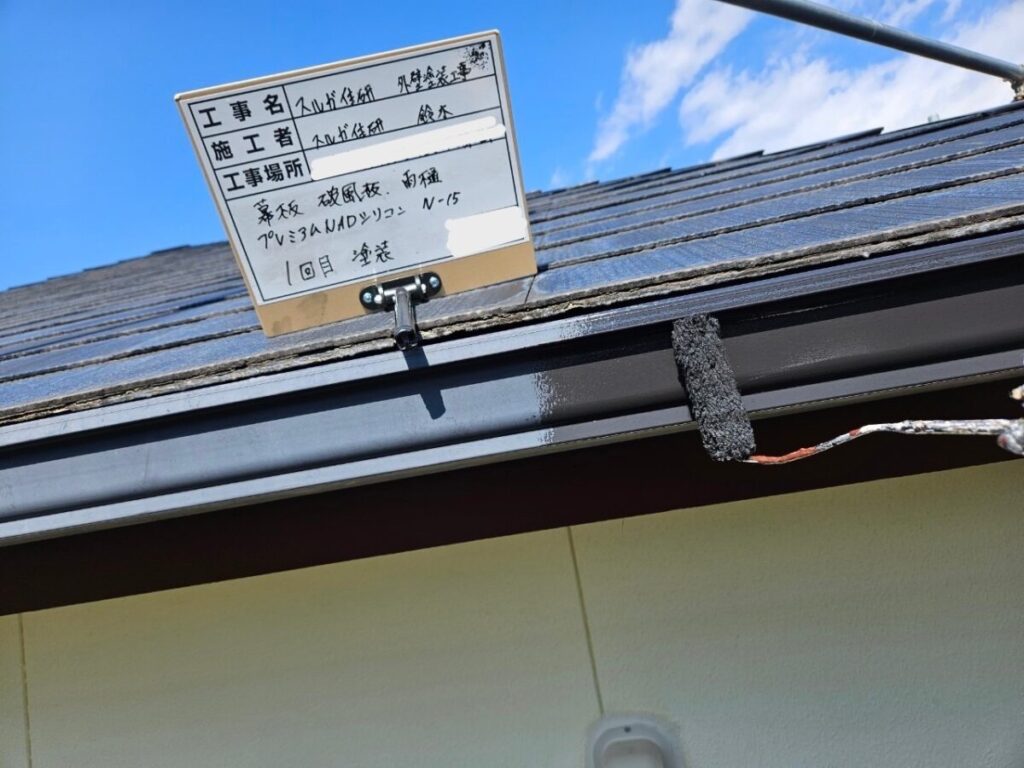 工事名 スルガ住研 外壁塗装工事
施工者 スルガ住研 鈴木
工事場所
幕板 破風板 雨樋
プレミアムNADシリコン N-15
1回目 塗装